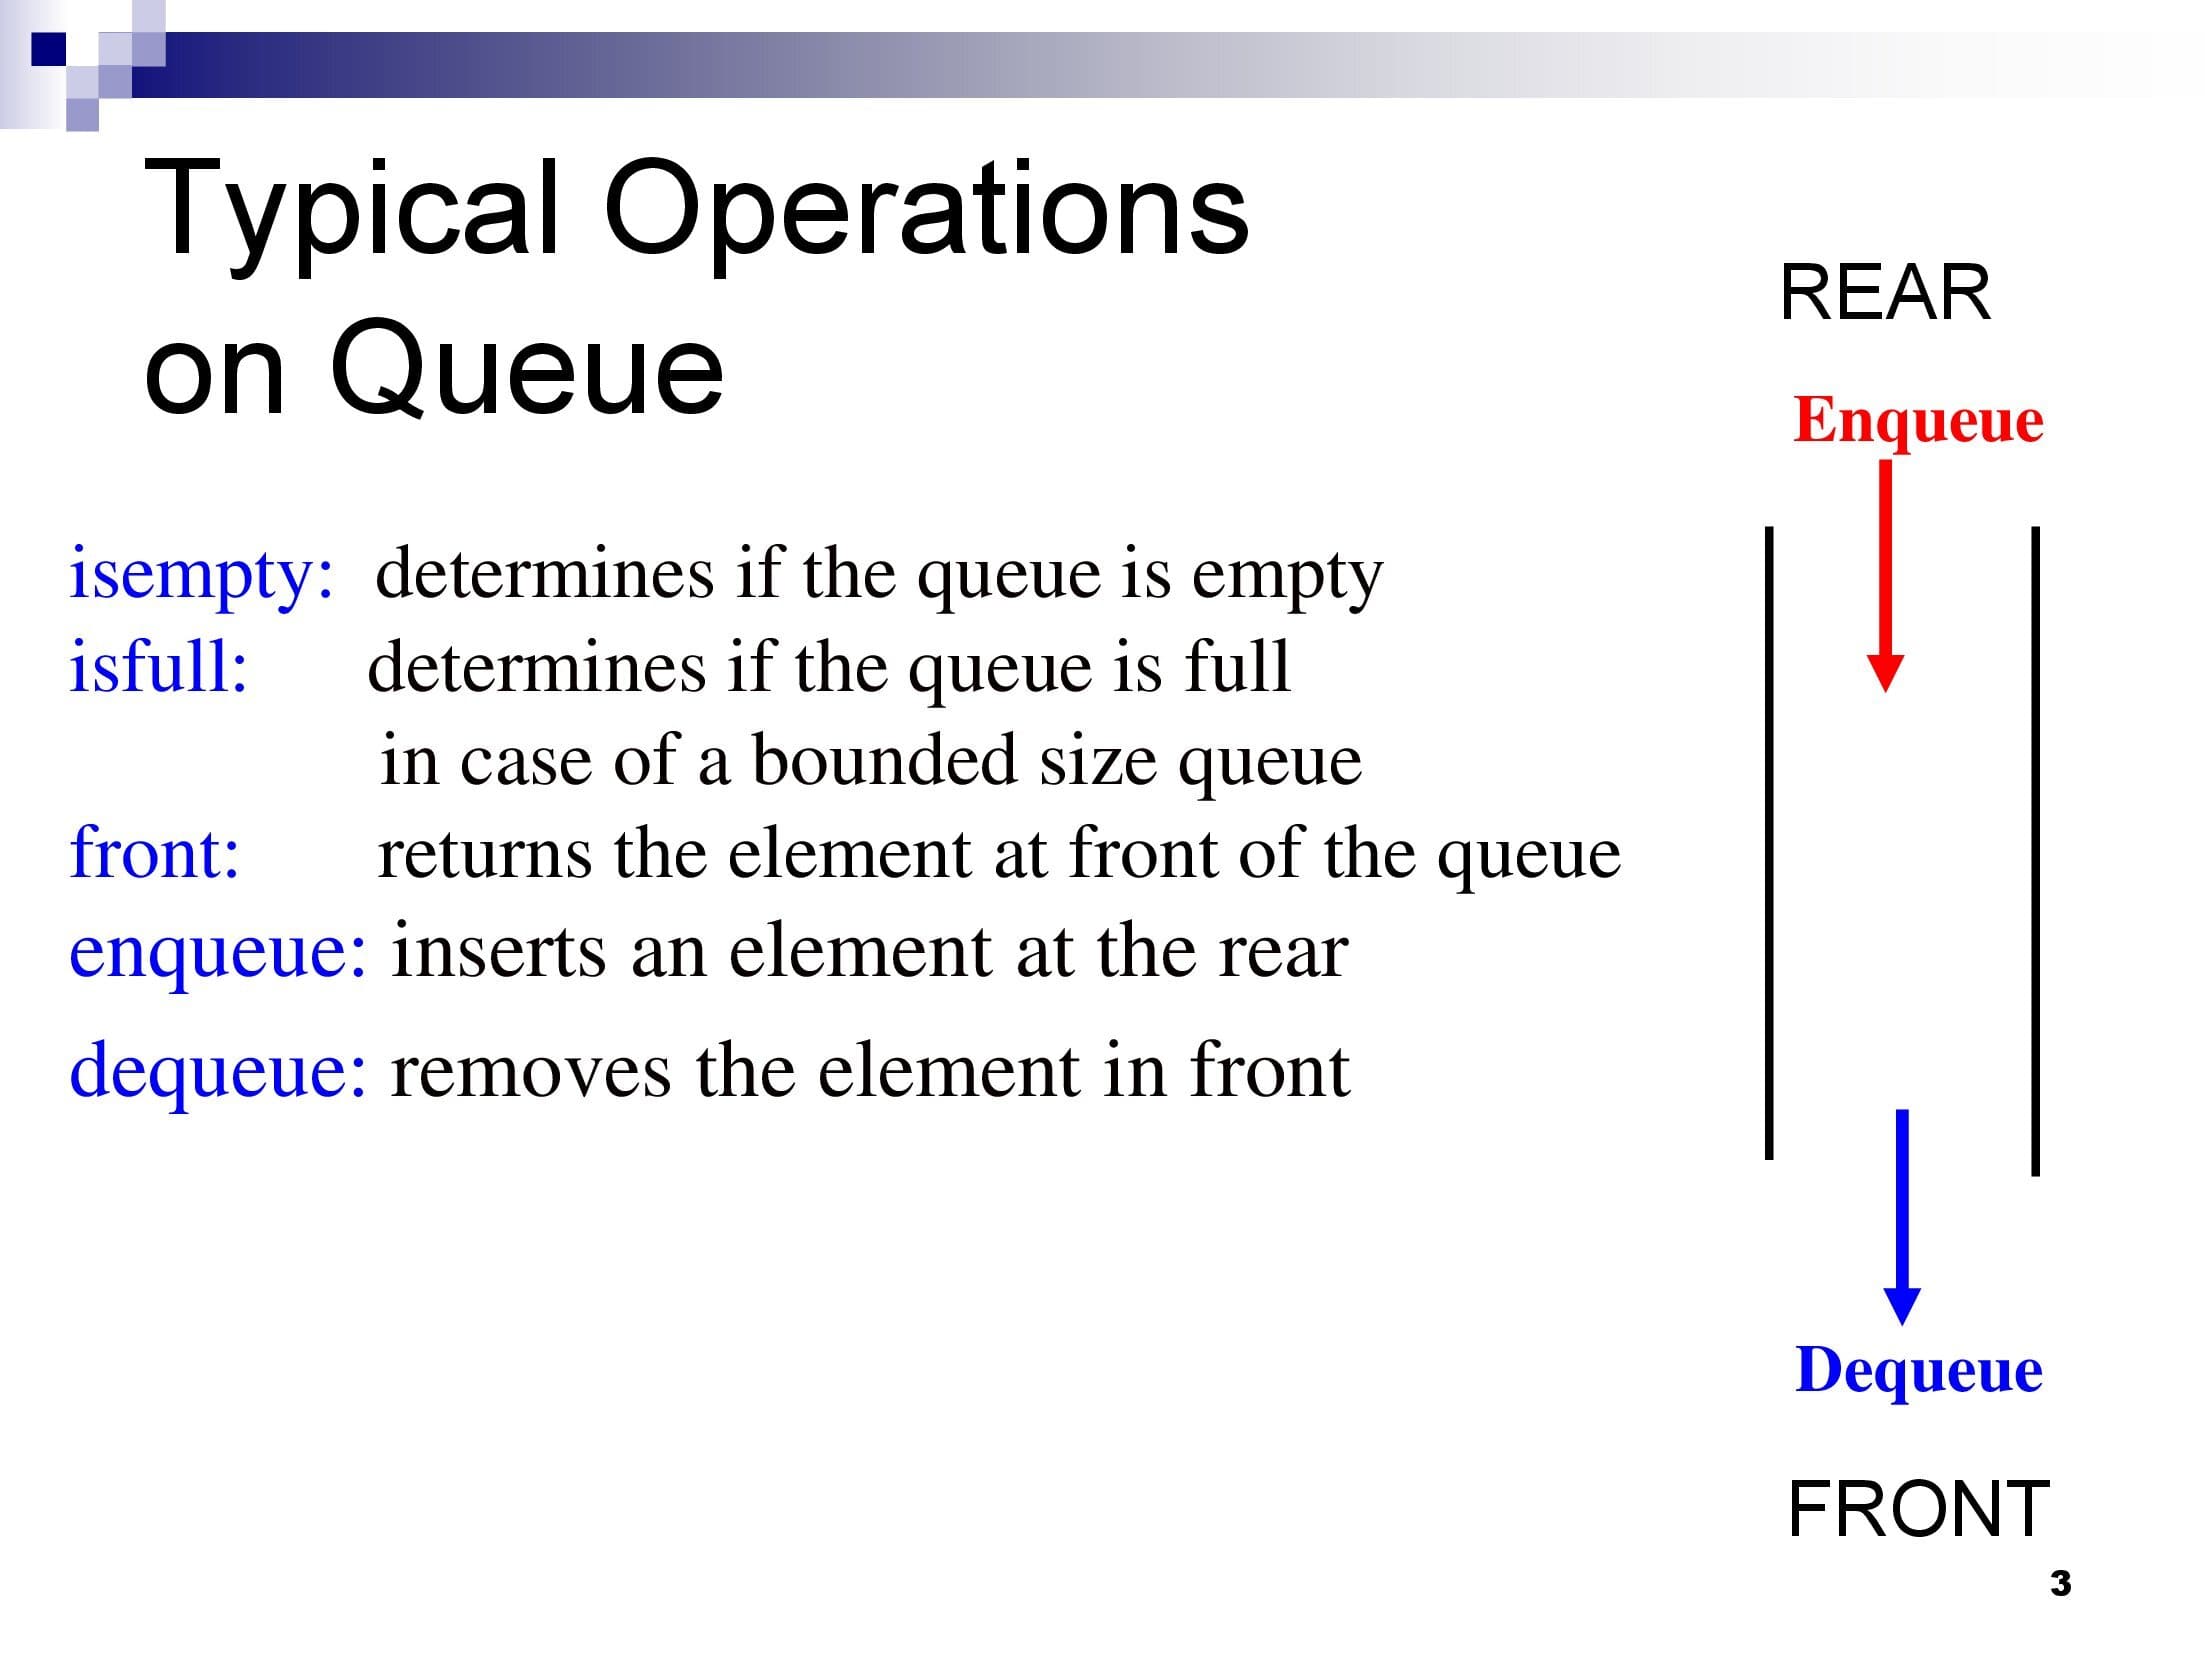 Typical Operations
on Queue
REAR
Enqueue
isempty: determines if the queue is empty
isfull: determines if the queue is full
in case of a bounded size queue
front: returns the element at front of the queue
enqueue: inserts an element at the rear
dequeue: removes the element in front
Dequeue
FRONT
3